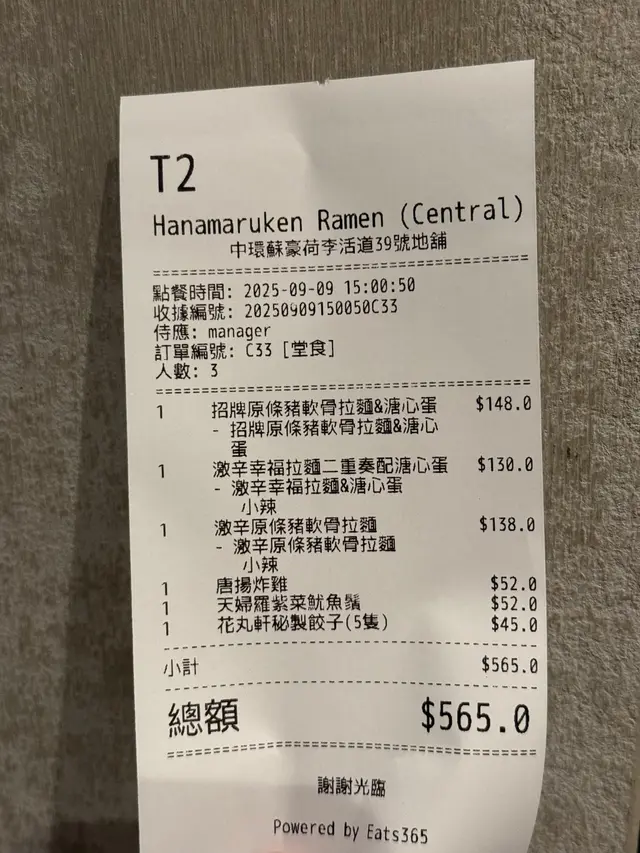 T2
Hanamaruken Ramen (Central)
中環蘇豪荷李活道39號地舖
點餐時間: 2025-09-09 15:00:50
收據編號: 20250909150050C33
侍應: manager
訂單編號: C33 [堂食]
人數: 3
1 招牌原條豬軟骨拉麵&溏心蛋 $148.0
- 招牌原條豬軟骨拉麵&溏心
蛋
1 激辛幸福拉麵二重奏配溏心蛋 $130.0
- 激辛幸福拉麵&溏心蛋
小辣
1 激辛原條豬軟骨拉麵 $138.0
- 激辛原條豬軟骨拉麵
小辣
1 唐揚炸雞 $52.0
1 天婦羅紫菜魷魚鬚 $52.0
1 花丸軒秘製餃子(5隻) $45.0
小計 $565.0
總額 $565.0
謝謝光臨
Powered by Eats365